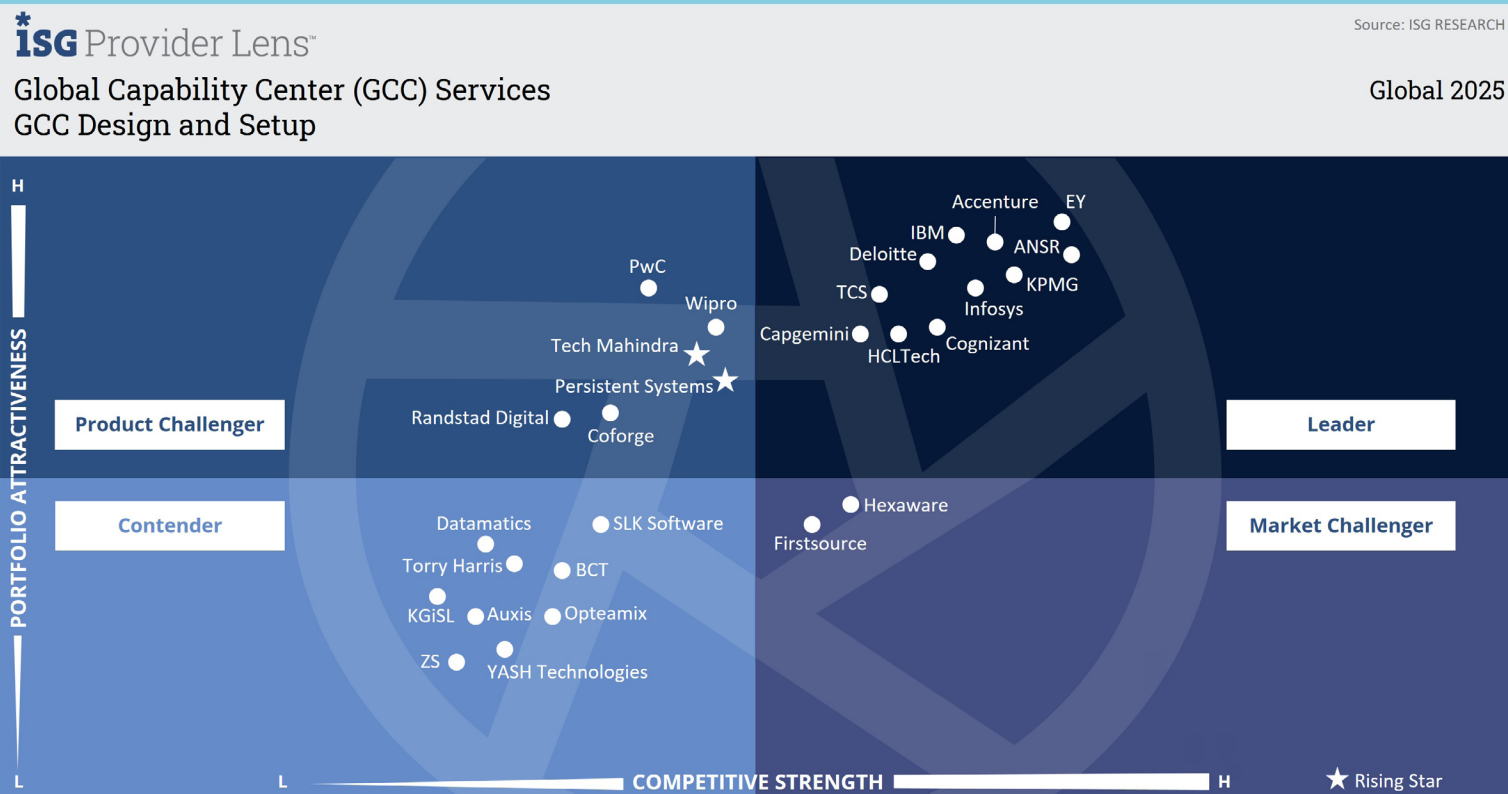 ISG Provider Lens™
Source: ISG RESEARCH
Global Capability Center (GCC) Services
GCC Design and Setup
Global 2025
H
PORTFOLIO ATTRACTIVENESS
L
Product Challenger
Leader
Contender
Market Challenger
PwC
Wipro
Tech Mahindra
Persistent Systems
Randstad Digital
Coforge
Accenture
EY
IBM
ANSR
Deloitte
KPMG
TCS
Infosys
Capgemini
Cognizant
HCLTech
Datamatics
SLK Software
Torry Harris
BCT
KGiSL
Auxis
Opteamix
ZS
YASH Technologies
Hexaware
Firstsource
L
COMPETITIVE STRENGTH
H
Rising Star